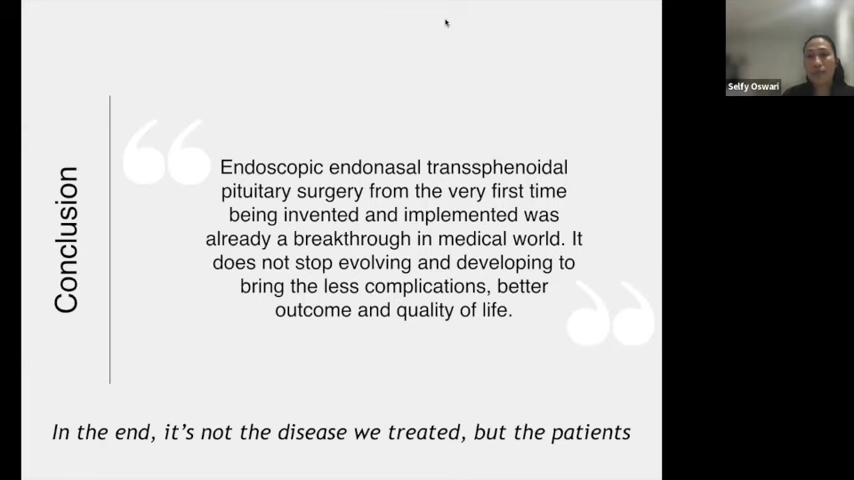 Conclusion
Endoscopic endonasal transsphenoidal
pituitary surgery from the very first time
being invented and implemented was
already a breakthrough in medical world. It
does not stop evolving and developing to
bring the less complications, better
outcome and quality of life.
In the end, it's not the disease we treated, but the patients
Selfy Oswari